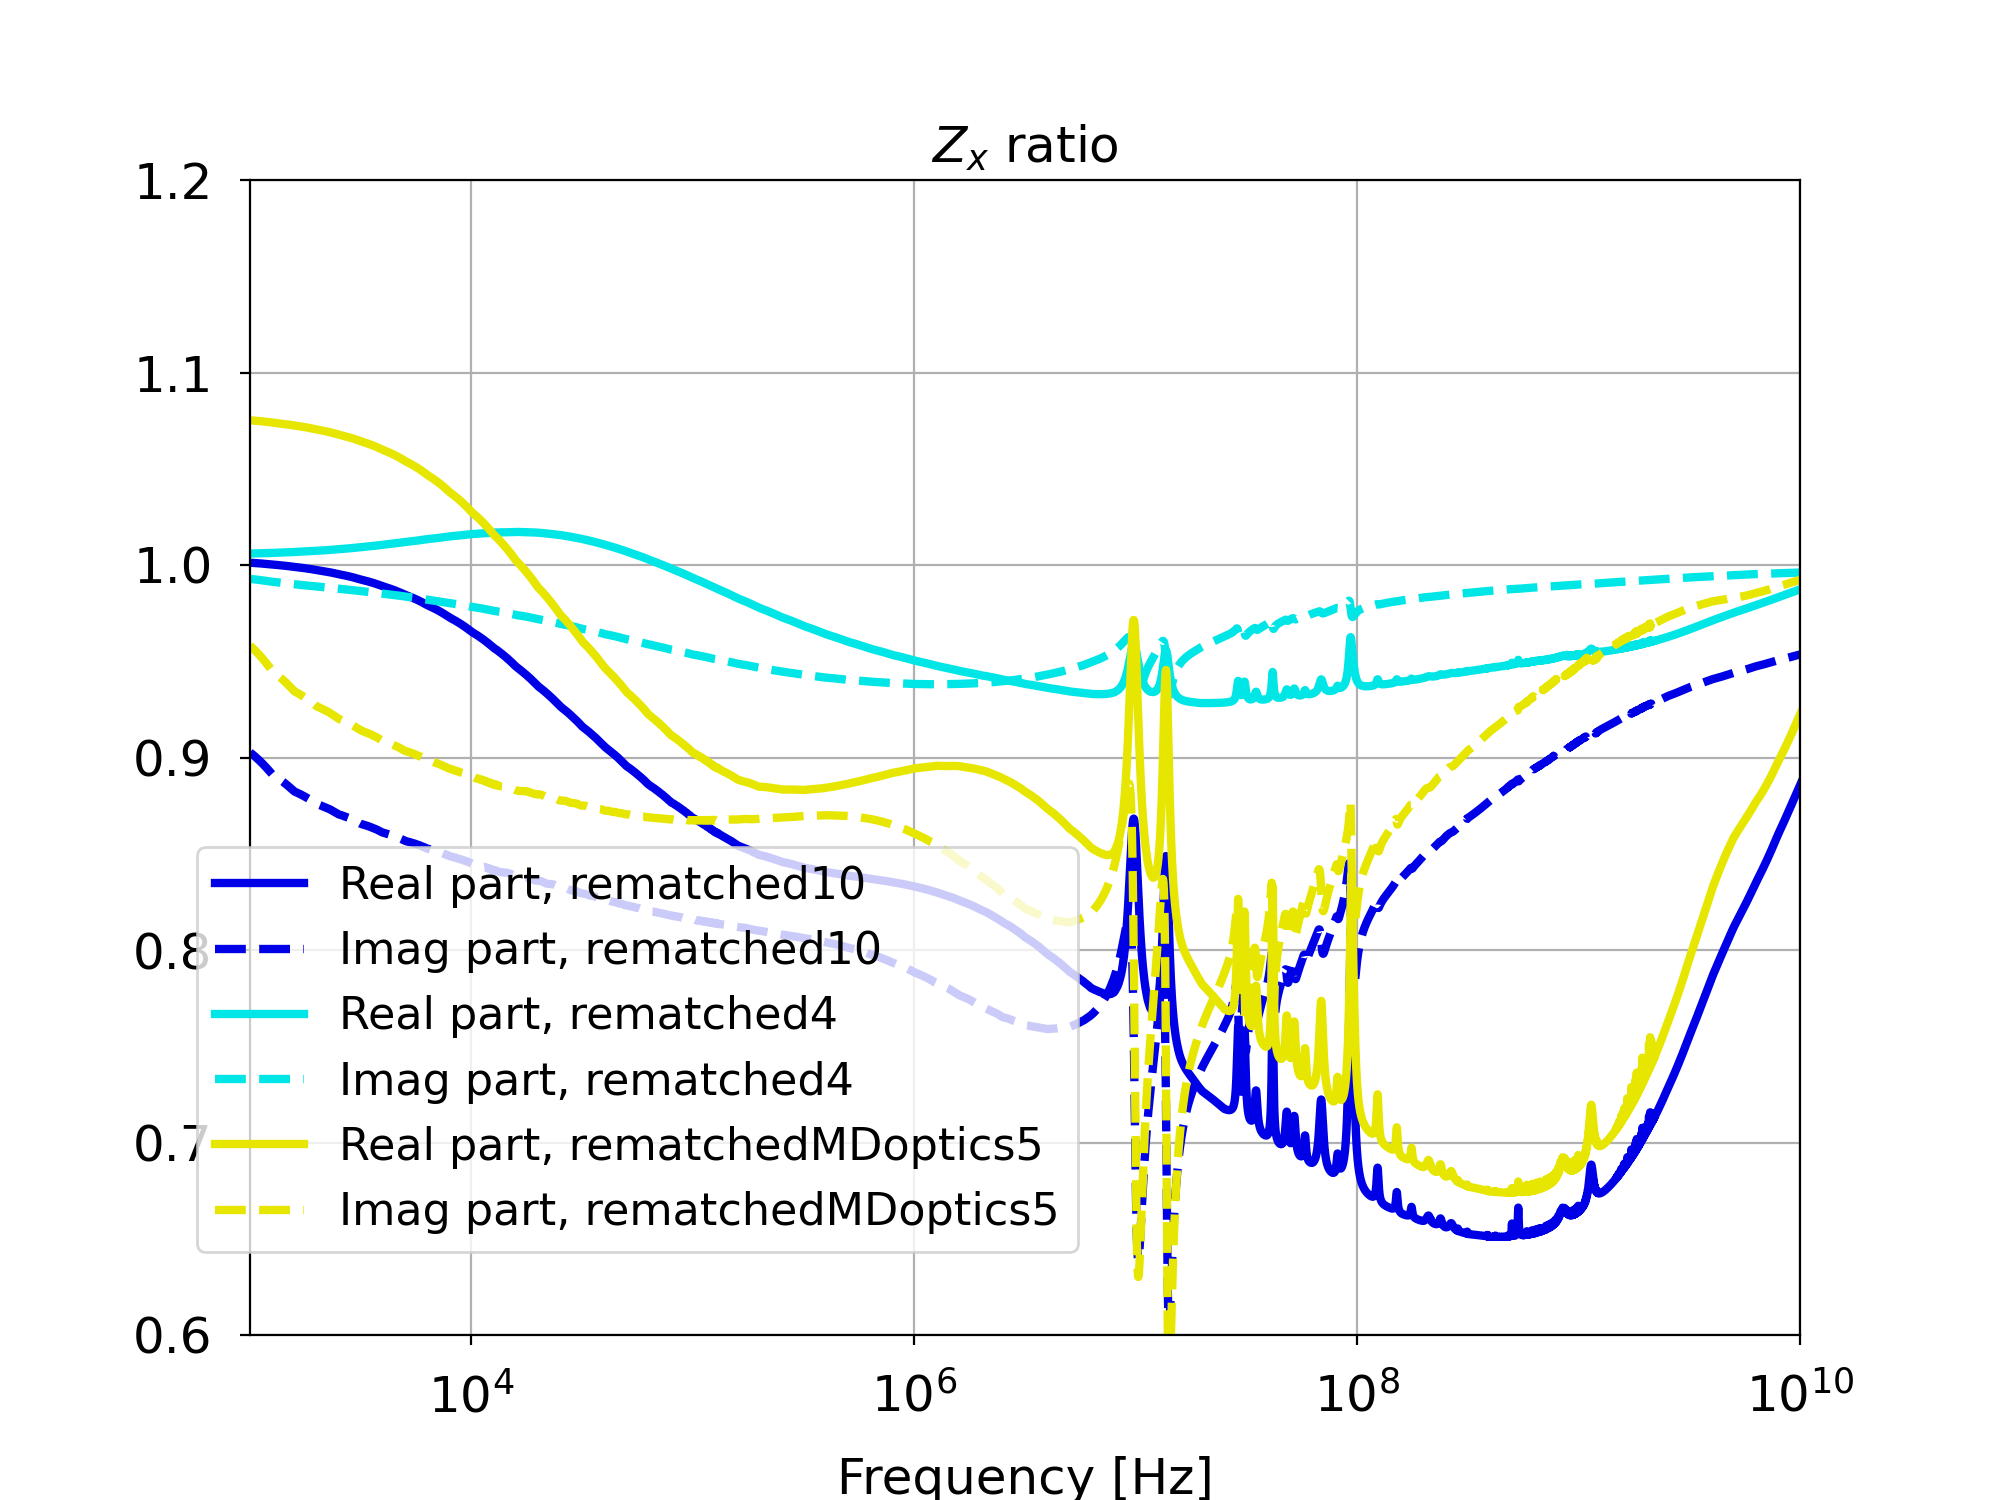 Z_x ratio
1.2
1.1
1.0
0.9
0.8
0.7
0.6
Real part, rematched10
Imag part, rematched10
Real part, rematched4
Imag part, rematched4
Real part, rematchedMDoptics5
Imag part, rematchedMDoptics5
10^4 10^6 10^8 10^10
Frequency [Hz]